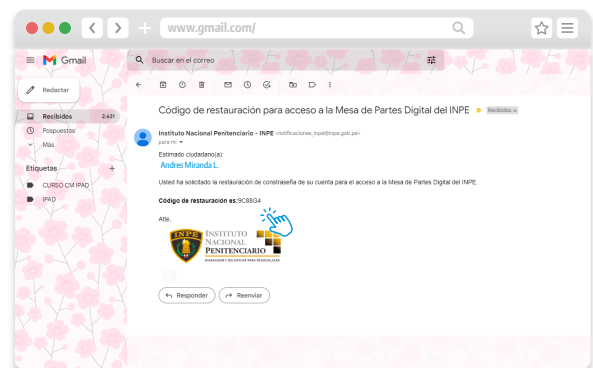 www.gmail.com/
Gmail
Buscar en el correo
Redactar
Recibidos 2.631
Pospuestos
Más
Etiquetas +
CURSO CM IPAD
IPAD
Código de restauración para acceso a la Mesa de Partes Digital del INPE
Recibidos x
Instituto Nacional Penitenciario - INPE <notificaciones_inpe@inpe.gob.pe>
para mí
Estimado ciudadano(a):
Andres Miranda L.
Usted ha solicitado la restauración de constraseña de su cuenta para el acceso a la Mesa de Partes Digital del INPE.
Código de restauración es:9C88G4
Atte,
INPE
INSTITUTO
NACIONAL
PENITENCIARIO
HUMANIZAR Y DIGNIFICAR PARA RESOCIALIZAR
Responder
Reenviar